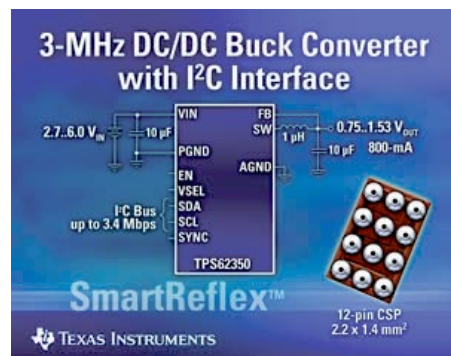 3-MHz DC/DC Buck Converter
with I²C Interface
VIN
FB
SW
2.7..6.0 V_IN
10 µF
1 µH
0.75..1.53 V_OUT
PGND
10 µF
800-mA
AGND
EN
VSEL
I²C Bus
up to 3.4 Mbps
SDA
SCL
SYNC
TPS62350
SmartReflex™
12-pin CSP
2.2 x 1.4 mm²
TEXAS INSTRUMENTS